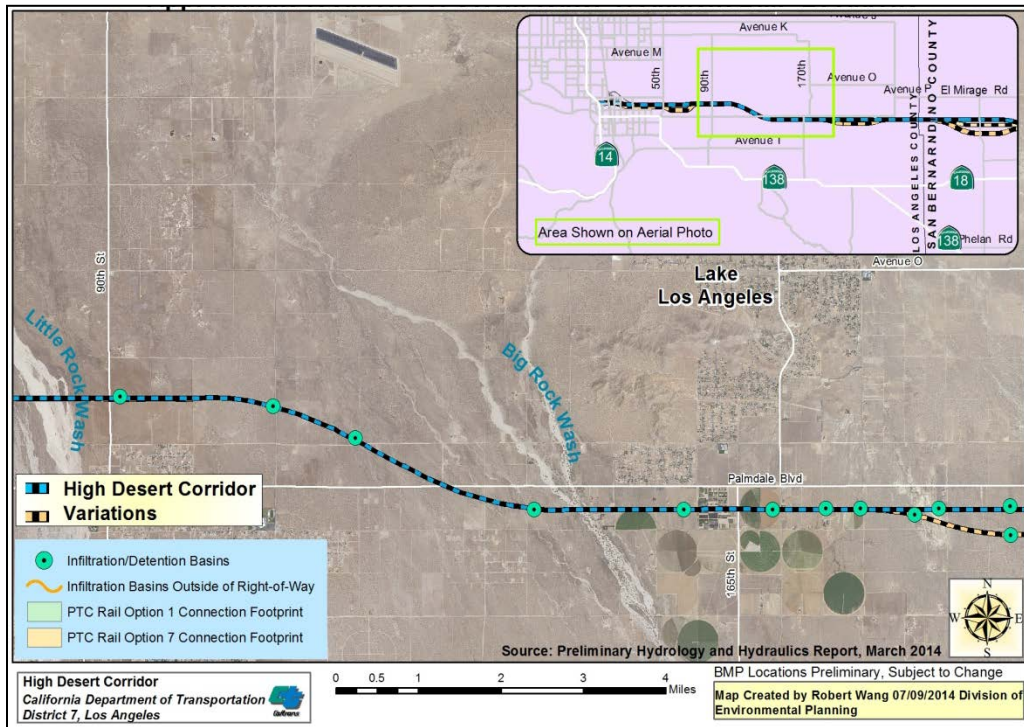 Avenue K
Avenue M
50th
90th
170th
Avenue O
Avenue P
El Mirage Rd
LOS ANGELES COUNTY
SAN BERNARNDINO COUNTY
Avenue T
14
138
18
138
Phelan Rd
Area Shown on Aerial Photo
90th St
Lake
Los Angeles
Avenue O
Little Rock Wash
Big Rock Wash
Palmdale Blvd
165th St
High Desert Corridor
Variations
Infiltration/Detention Basins
Infiltration Basins Outside of Right-of-Way
PTC Rail Option 1 Connection Footprint
PTC Rail Option 7 Connection Footprint
N
W E
S
Source: Preliminary Hydrology and Hydraulics Report, March 2014
High Desert Corridor
California Department of Transportation
District 7, Los Angeles
Caltrans
0 0.5 1 2 3 4
Miles
BMP Locations Preliminary, Subject to Change
Map Created by Robert Wang 07/09/2014 Division of
Environmental Planning